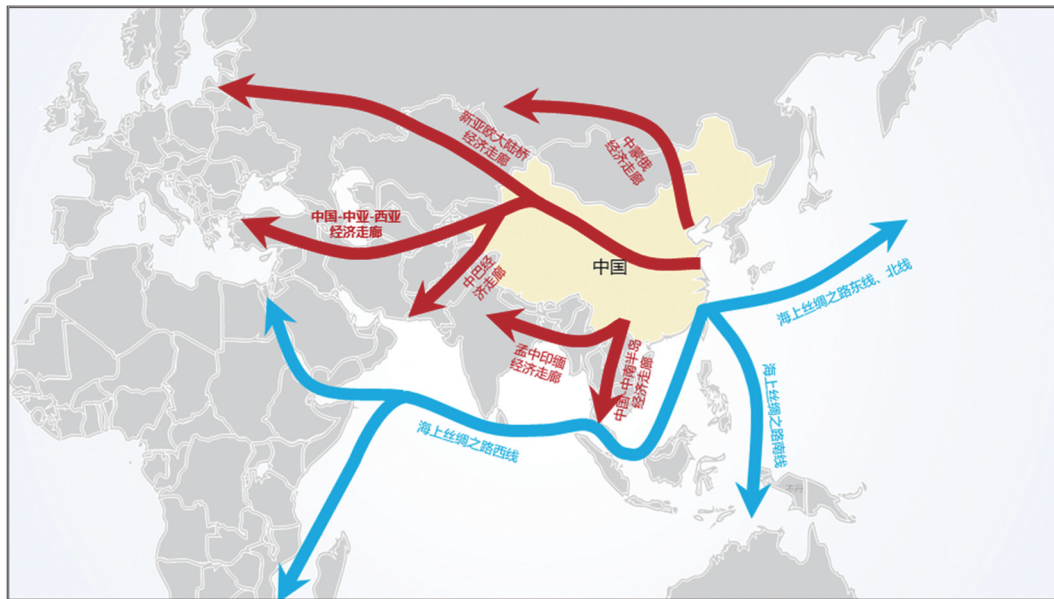 新亚欧大陆桥
经济走廊
中蒙俄
经济走廊
中国-中亚-西亚
经济走廊
中巴经
济走廊
中国
孟中印缅
经济走廊
中国-中南半岛
经济走廊
海上丝绸之路东线、北线
海上丝绸之路南线
海上丝绸之路西线